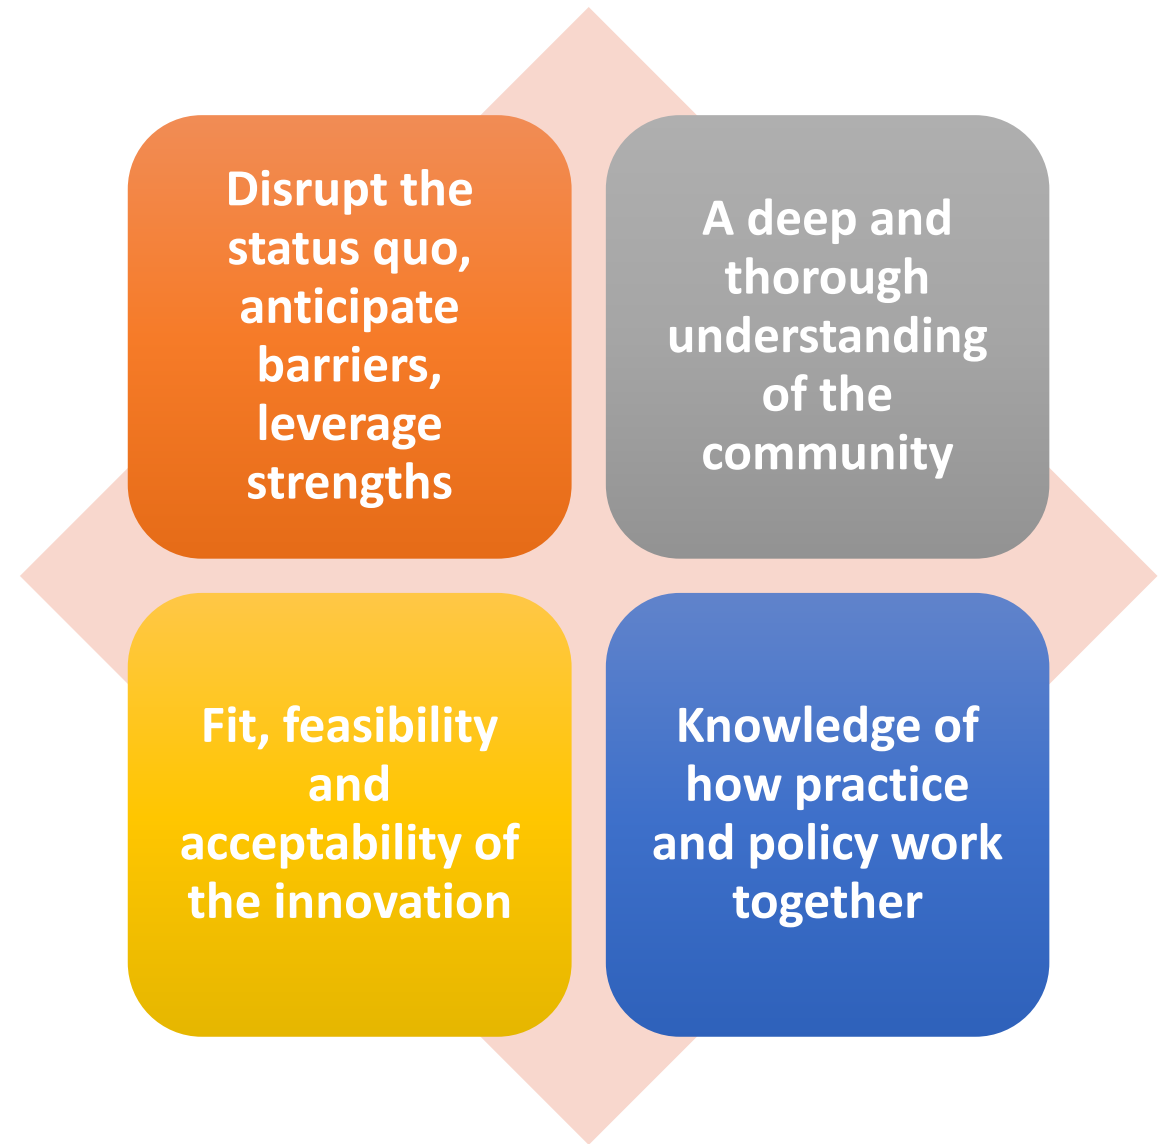 Disrupt the
status quo,
anticipate
barriers,
leverage
strengths
A deep and
thorough
understanding
of the
community
Fit, feasibility
and
acceptability of
the innovation
Knowledge of
how practice
and policy work
together